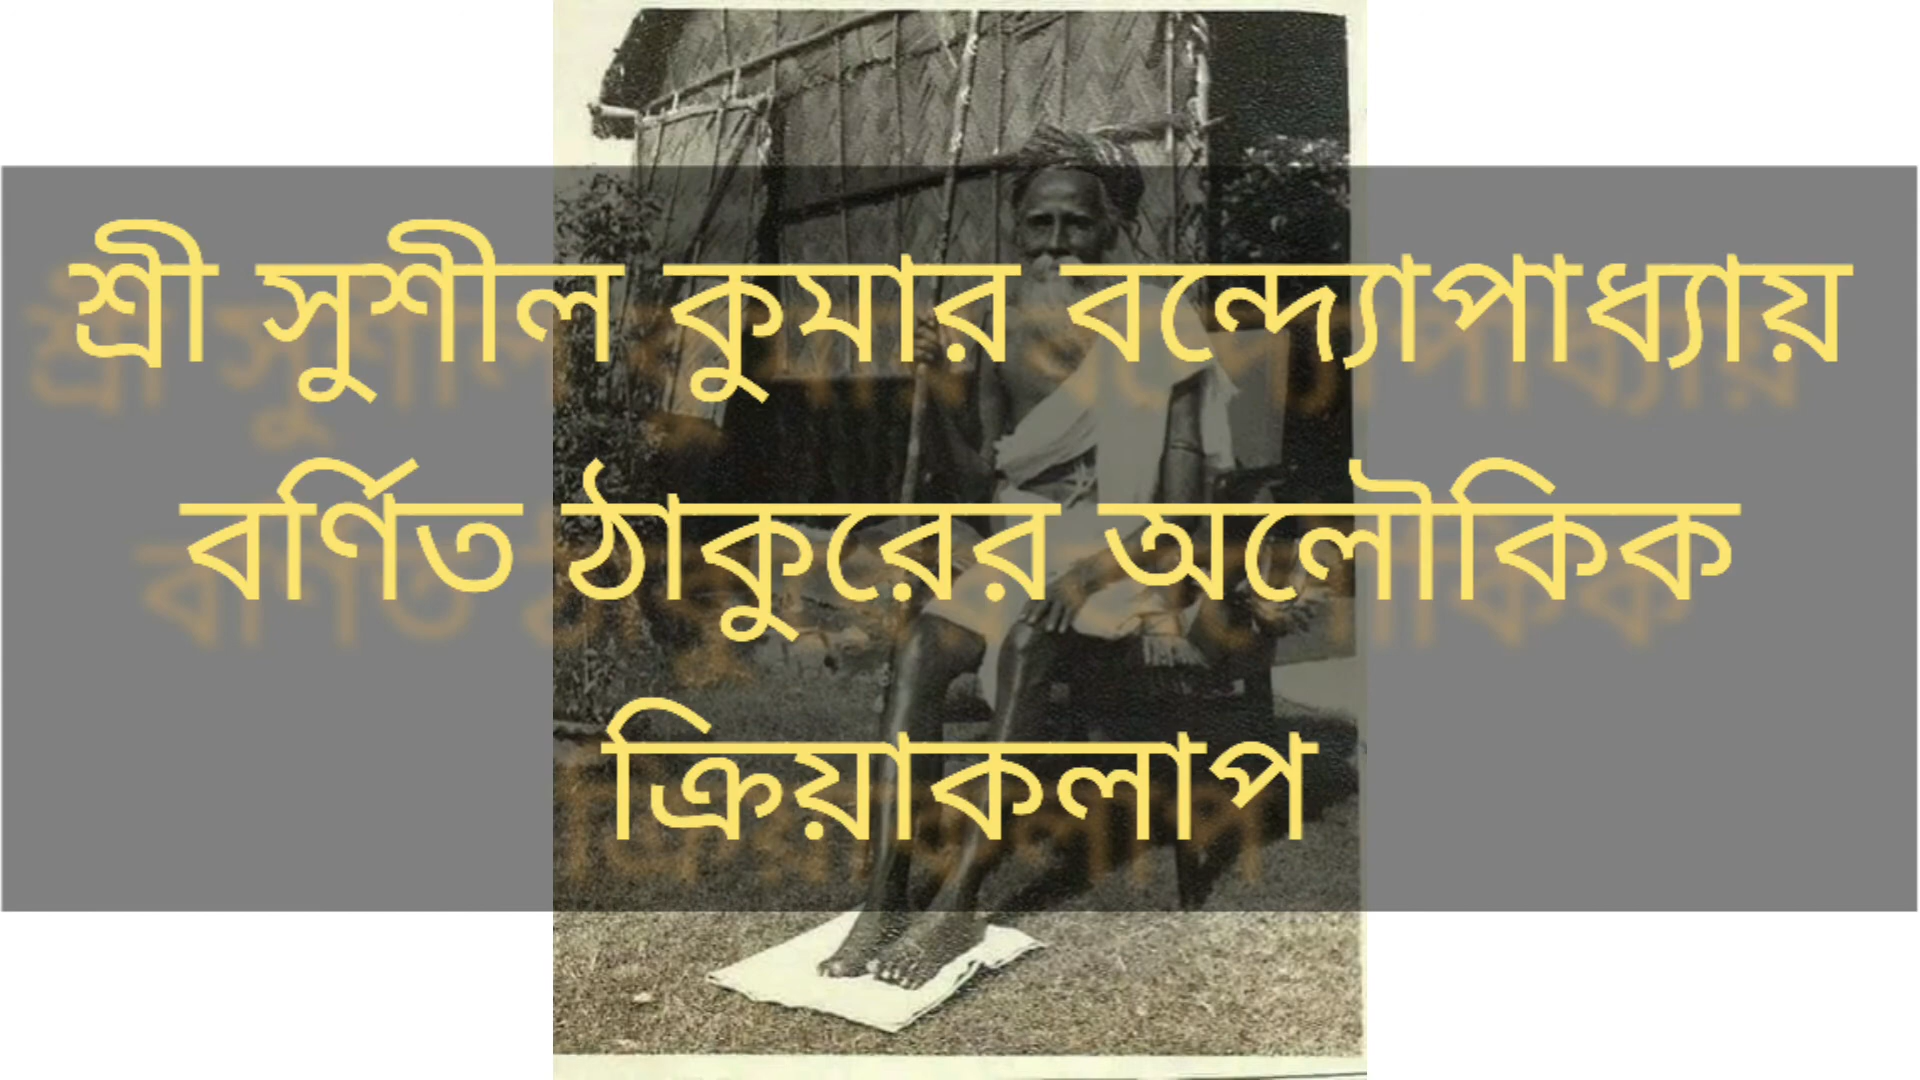 শ্রী সুশীল কুমার বন্দ্যোপাধ্যায়
বর্ণিত ঠাকুরের অলৌকিক
ক্রিয়াকলাপ